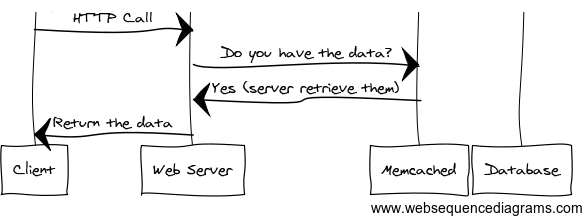 HTTP Call
Do you have the data?
Yes (server retrieve them)
Return the data
Client
Web Server
Memcached
Database
www.websequencediagrams.com